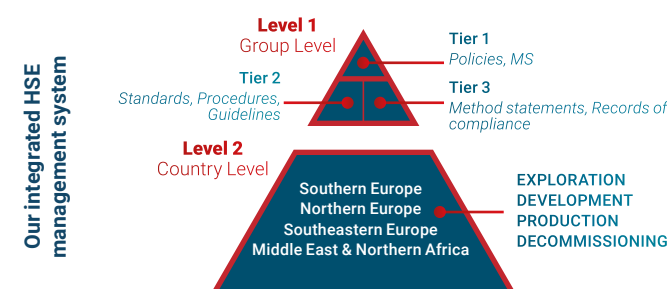 Our integrated HSE
management system
Level 1
Group Level
Tier 1
Policies, MS
Tier 2
Standards, Procedures,
Guidelines
Tier 3
Method statements, Records of
compliance
Level 2
Country Level
Southern Europe
Northern Europe
Southeastern Europe
Middle East & Northern Africa
EXPLORATION
DEVELOPMENT
PRODUCTION
DECOMMISSIONING